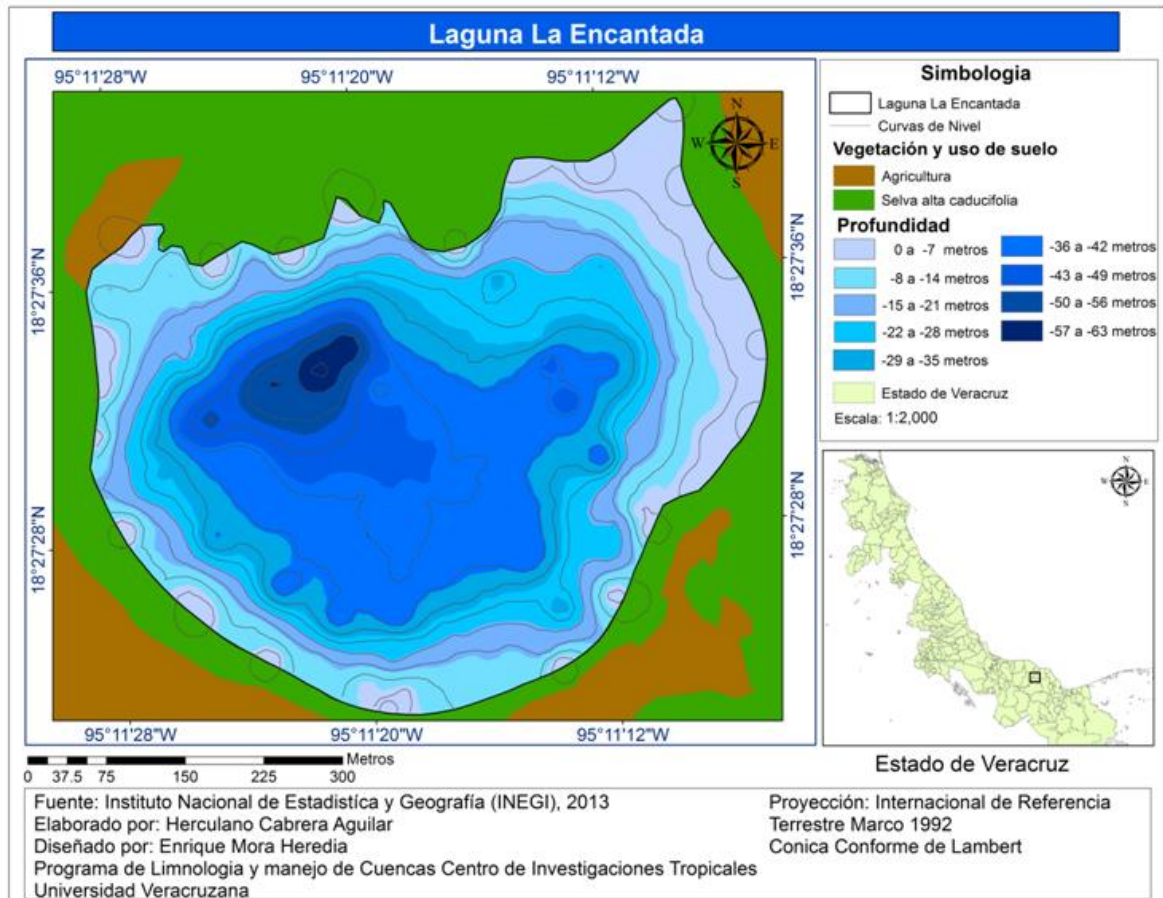 Laguna La Encantada
95°11'28"W 95°11'20"W 95°11'12"W
N
W E
S
18°27'36"N
18°27'28"N
18°27'36"N
18°27'28"N
95°11'28"W 95°11'20"W 95°11'12"W
Simbologia
Laguna La Encantada
Curvas de Nivel
Vegetación y uso de suelo
Agricultura
Selva alta caducifolia
Profundidad
0 a -7 metros
-8 a -14 metros
-15 a -21 metros
-22 a -28 metros
-29 a -35 metros
-36 a -42 metros
-43 a -49 metros
-50 a -56 metros
-57 a -63 metros
Estado de Veracruz
Escala: 1:2,000
N
W E
S
Estado de Veracruz
Metros
0 37.5 75 150 225 300
Fuente: Instituto Nacional de Estadistíca y Geografía (INEGI), 2013
Elaborado por: Herculano Cabrera Aguilar
Diseñado por: Enrique Mora Heredia
Programa de Limnologia y manejo de Cuencas Centro de Investigaciones Tropicales
Universidad Veracruzana
Proyección: Internacional de Referencia
Terrestre Marco 1992
Conica Conforme de Lambert